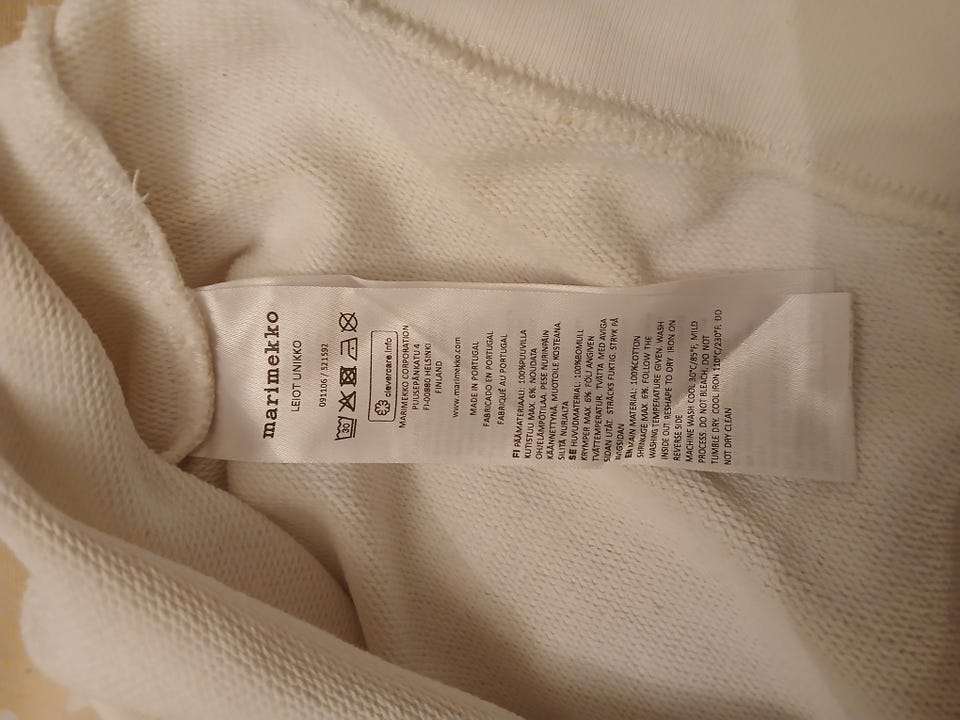 marimekko
LEIOT UNIKKO
091106 / 521592
30
clevercare.info
MARIMEKKO CORPORATION
PUUSEPÄNKATU 4
FI-00880 HELSINKI
FINLAND
www.marimekko.com
MADE IN PORTUGAL
FABRICADO EN PORTUGAL
FABRIQUÉ AU PORTUGAL
FI PÄÄMATERIAALI: 100%PUUVILLA
KUTISTUU MAX. 6%. NOUDATA
OHJELÄMPÖTILAA. PESE NURINPÄIN
KÄÄNNETTYNÄ. MUOTOILE KOSTEANA.
SILITÄ NURJALTA
SE HUVUDMATERIAL: 100%BOMULL
KRYMPER MAX. 6%. FÖLJ ANGIVEN
TVÄTTEMPERATUR. TVÄTTA MED AVIGA
SIDAN UTÅT. STRÄCKS FUKTIG. STRYK PÅ
AVIGSIDAN
EN MAIN MATERIAL: 100%COTTON
SHRINAGE MAX. 6%. FOLLOW THE
WASHING TEMPERATURE GIVEN. WASH
INSIDE OUT. RESHAPE TO DRY. IRON ON
REVERSE SIDE
MACHINE WASH COOL 30°C/85°F, MILD
PROCESS. DO NOT BLEACH. DO NOT
TUMBLE DRY. COOL IRON 110°C/230°F. DO
NOT DRY CLEAN